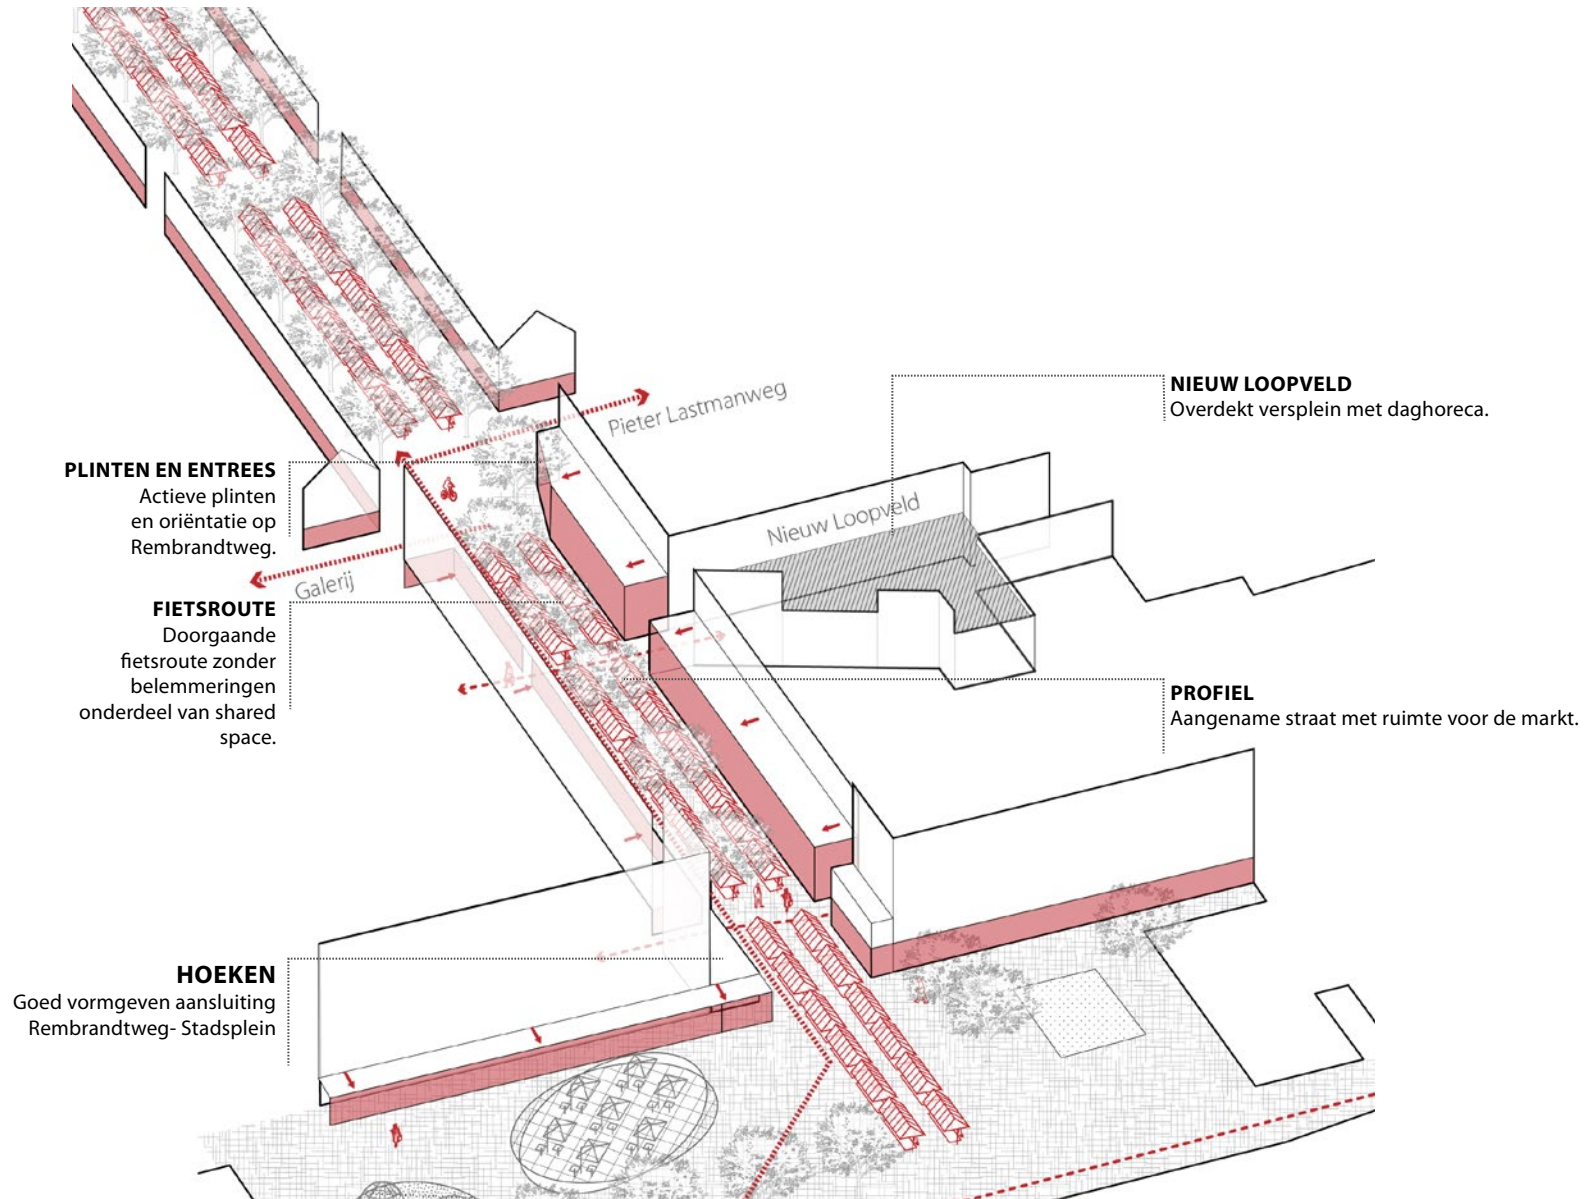 Pieter Lastmanweg
NIEUW LOOPVELD
Overdekt versplein met daghoreca.
PLINTEN EN ENTREES
Actieve plinten
en oriëntatie op
Rembrandtweg.
Nieuw Loopveld
Galerij
FIETSROUTE
Doorgaande
fietsroute zonder
belemmeringen
onderdeel van shared
space.
PROFIEL
Aangename straat met ruimte voor de markt.
HOEKEN
Goed vormgeven aansluiting
Rembrandtweg- Stadsplein